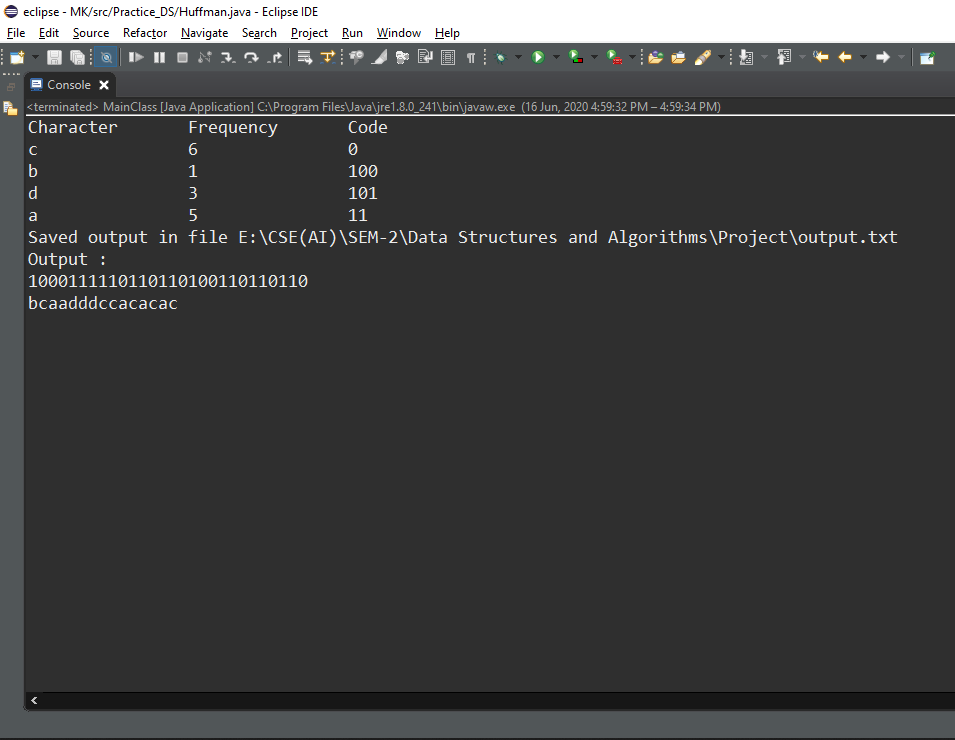 eclipse - MK/src/Practice_DS/Huffman.java - Eclipse IDE
File Edit Source Refactor Navigate Search Project Run Window Help
Console
<terminated> MainClass [Java Application] C:\Program Files\Java\jre1.8.0_241\bin\javaw.exe (16 Jun, 2020 4:59:32 PM – 4:59:34 PM)
Character Frequency Code
c 6 0
b 1 100
d 3 101
a 5 11
Saved output in file E:\CSE(AI)\SEM-2\Data Structures and Algorithms\Project\output.txt
Output :
1000111110110110100110110110
bcaadddccacacac